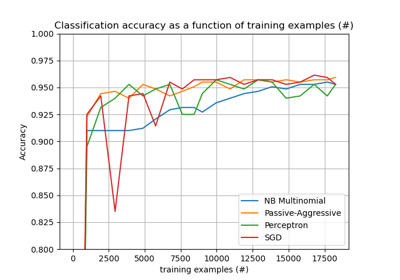 Classification accuracy as a function of training examples (#)
1.000
0.975
0.950
0.925
0.900
0.875
0.850
0.825
0.800
Accuracy
NB Multinomial
Passive-Aggressive
Perceptron
SGD
0
2500
5000
7500
10000
12500
15000
17500
training examples (#)